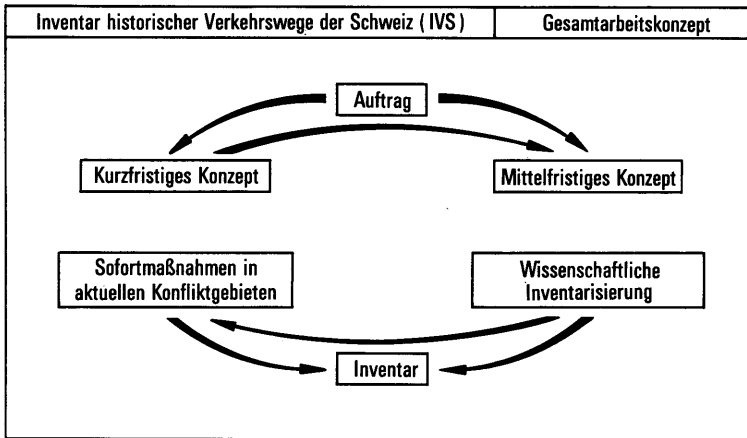 Inventar historischer Verkehrswege der Schweiz ( IVS )
Gesamtarbeitskonzept
Auftrag
Kurzfristiges Konzept
Mittelfristiges Konzept
Sofortmaßnahmen in
aktuellen Konfliktgebieten
Wissenschaftliche
Inventarisierung
Inventar